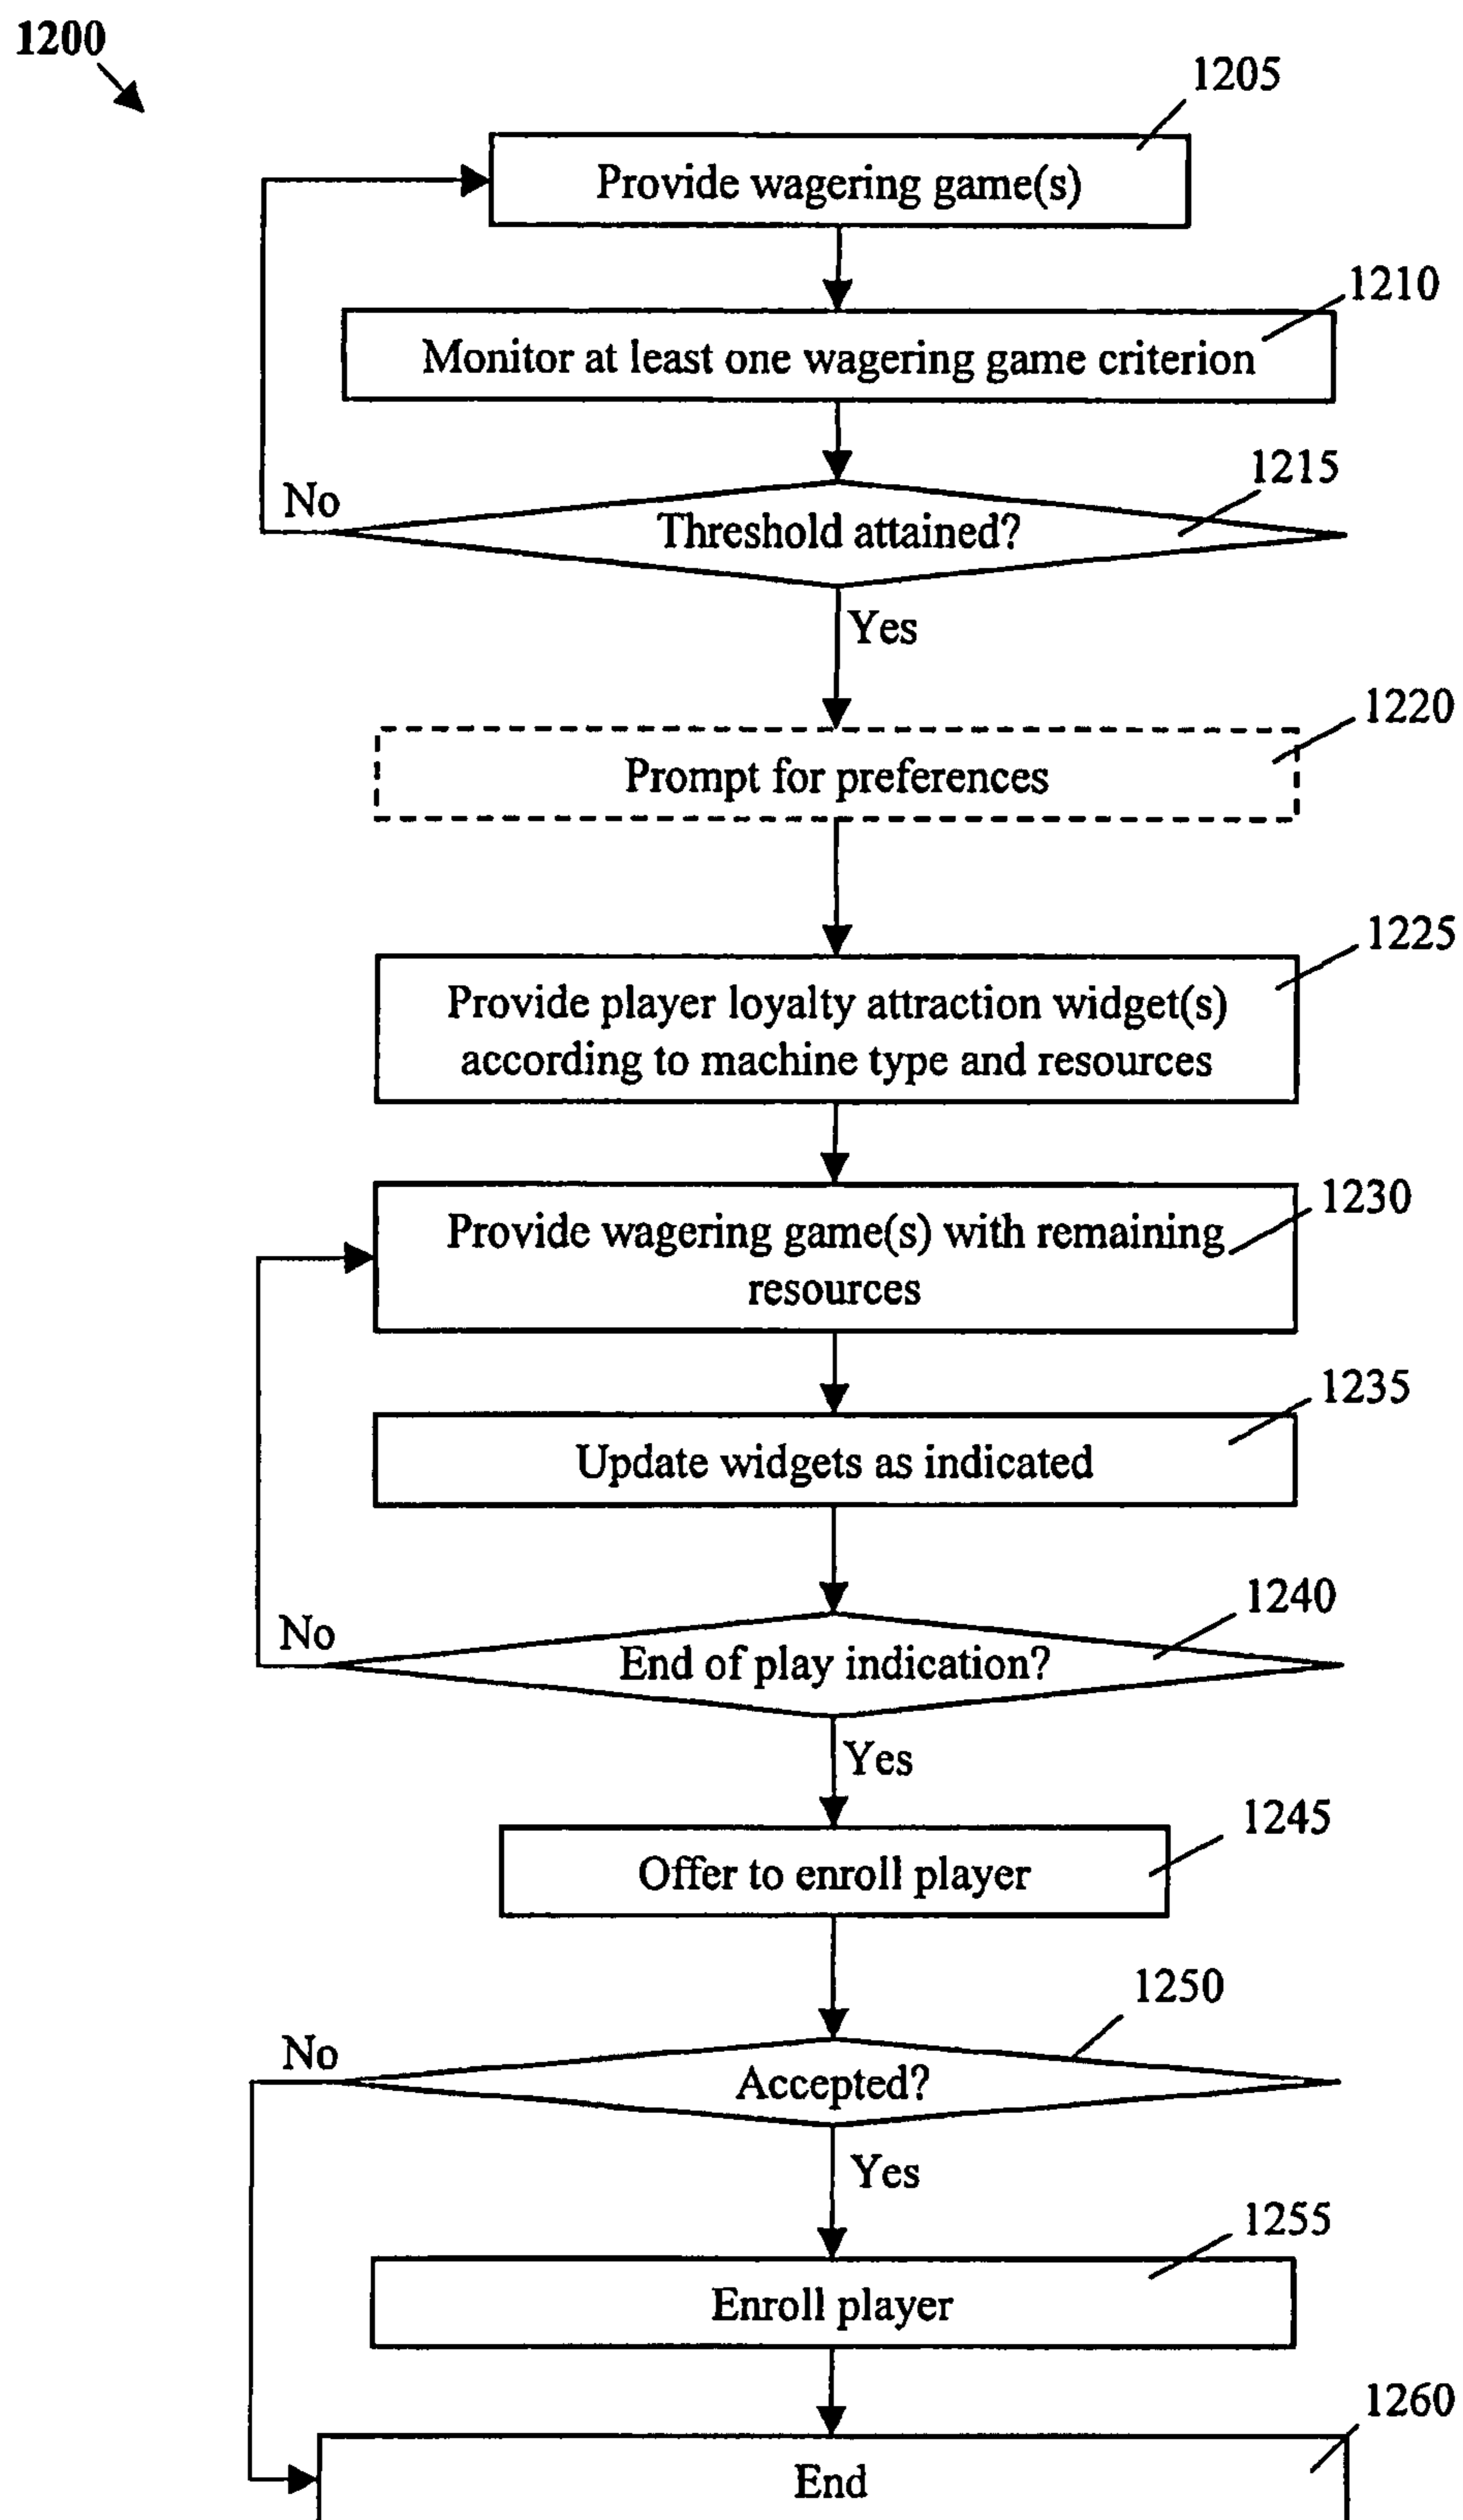 1200
1205
Provide wagering game(s)
1210
Monitor at least one wagering game criterion
1215
No
Threshold attained?
Yes
1220
Prompt for preferences
1225
Provide player loyalty attraction widget(s)
according to machine type and resources
1230
Provide wagering game(s) with remaining
resources
1235
Update widgets as indicated
1240
No
End of play indication?
Yes
1245
Offer to enroll player
1250
No
Accepted?
Yes
1255
Enroll player
1260
End